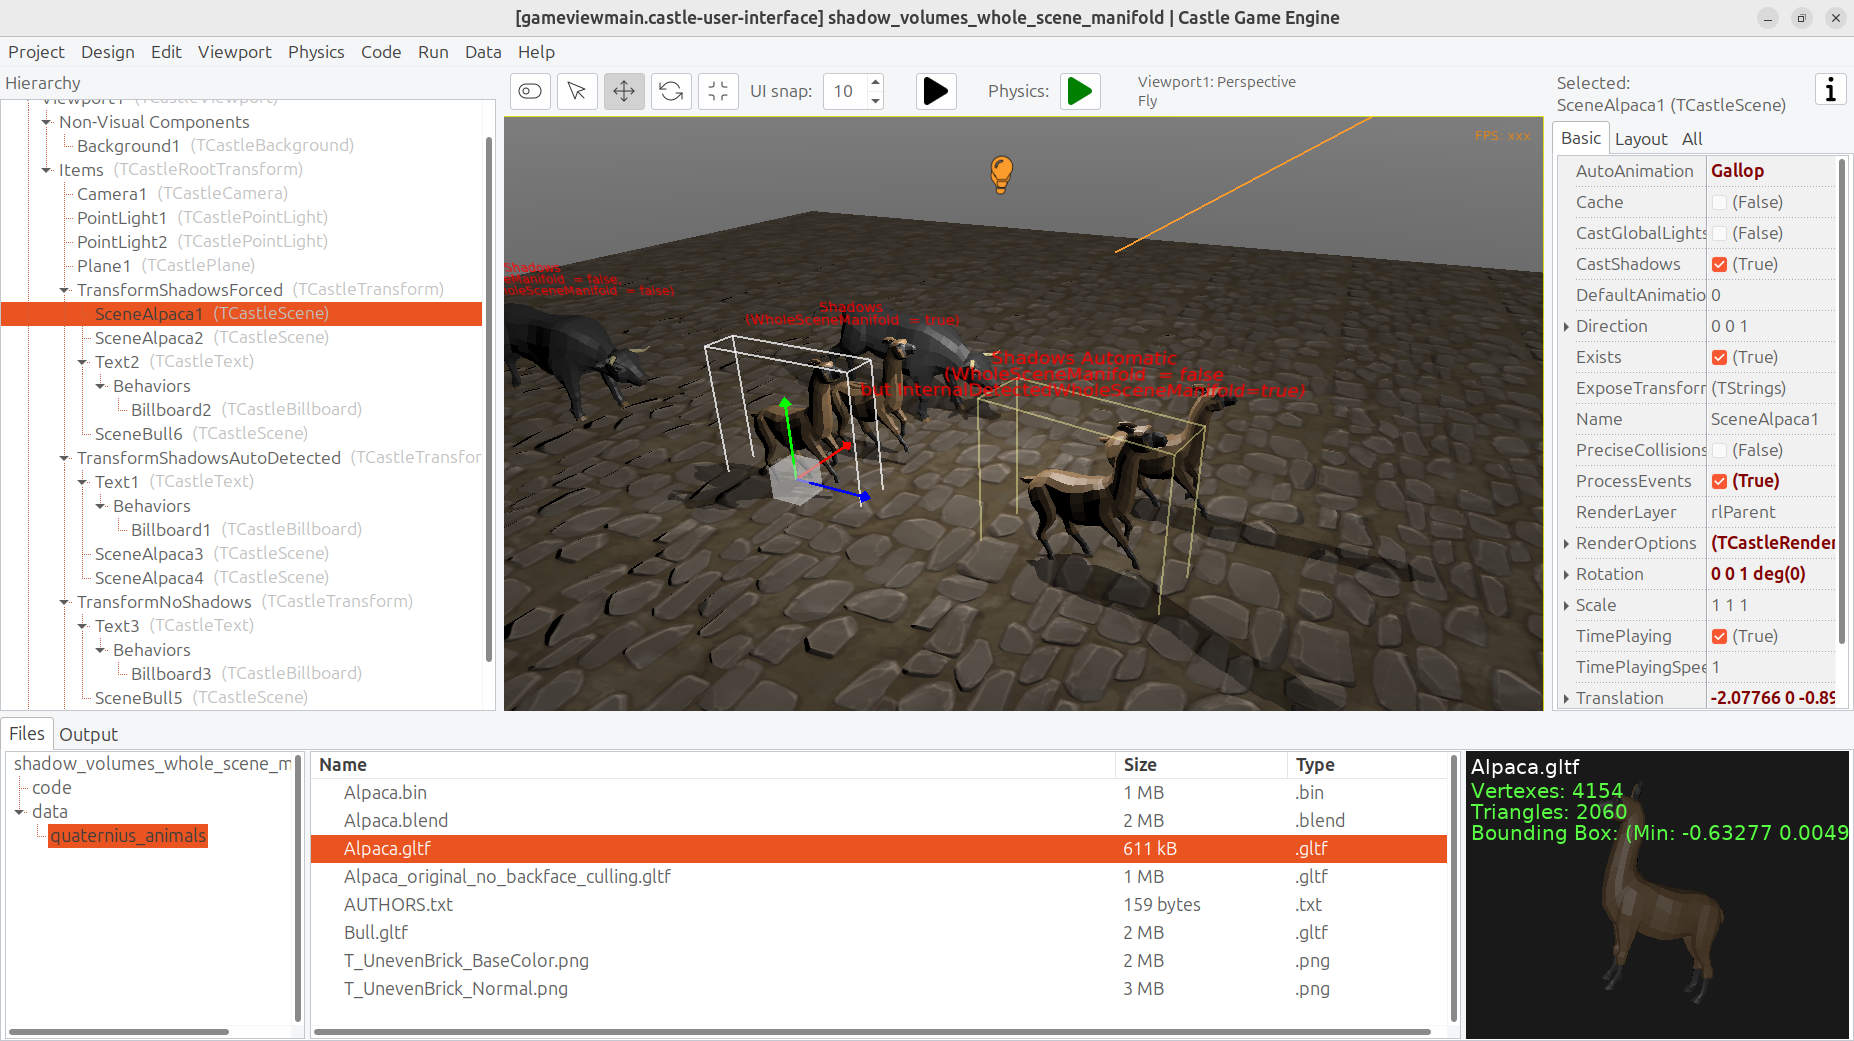 [gameviewmain.castle-user-interface] shadow_volumes_whole_scene_manifold | Castle Game Engine
Project Design Edit Viewport Physics Code Run Data Help
Hierarchy
Viewport1 (TCastleViewport)
Non-Visual Components
Background1 (TCastleBackground)
Items (TCastleRootTransform)
Camera1 (TCastleCamera)
PointLight1 (TCastlePointLight)
PointLight2 (TCastlePointLight)
Plane1 (TCastlePlane)
TransformShadowsForced (TCastleTransform)
SceneAlpaca1 (TCastleScene)
SceneAlpaca2 (TCastleScene)
Text2 (TCastleText)
Behaviors
Billboard2 (TCastleBillboard)
SceneBull6 (TCastleScene)
TransformShadowsAutoDetected (TCastleTransfor
Text1 (TCastleText)
Behaviors
Billboard1 (TCastleBillboard)
SceneAlpaca3 (TCastleScene)
SceneAlpaca4 (TCastleScene)
TransformNoShadows (TCastleTransform)
Text3 (TCastleText)
Behaviors
Billboard3 (TCastleBillboard)
SceneBull5 (TCastleScene)
UI snap: 10 Physics:
Viewport1: Perspective
Fly
FPS: xxx
Shadows
eManifold = false,
oleSceneManifold = false)
Shadows
(WholeSceneManifold = true)
Shadows Automatic
(WholeSceneManifold = false
but InternalDetectedWholeSceneManifold=true)
Selected:
SceneAlpaca1 (TCastleScene)
i
Basic Layout All
AutoAnimation Gallop
Cache (False)
CastGlobalLights (False)
CastShadows (True)
DefaultAnimatio 0
Direction 0 0 1
Exists (True)
ExposeTransforr (TStrings)
Name SceneAlpaca1
PreciseCollisions (False)
ProcessEvents (True)
RenderLayer rlParent
RenderOptions (TCastleRender
Rotation 0 0 1 deg(0)
Scale 1 1 1
TimePlaying (True)
TimePlayingSpee 1
Translation -2.07766 0 -0.89
Files Output
shadow_volumes_whole_scene_m
code
data
quaternius_animals
Name Size Type
Alpaca.bin 1 MB .bin
Alpaca.blend 2 MB .blend
Alpaca.gltf 611 kB .gltf
Alpaca_original_no_backface_culling.gltf 1 MB .gltf
AUTHORS.txt 159 bytes .txt
Bull.gltf 2 MB .gltf
T_UnevenBrick_BaseColor.png 2 MB .png
T_UnevenBrick_Normal.png 3 MB .png
Alpaca.gltf
Vertexes: 4154
Triangles: 2060
Bounding Box: (Min: -0.63277 0.0049